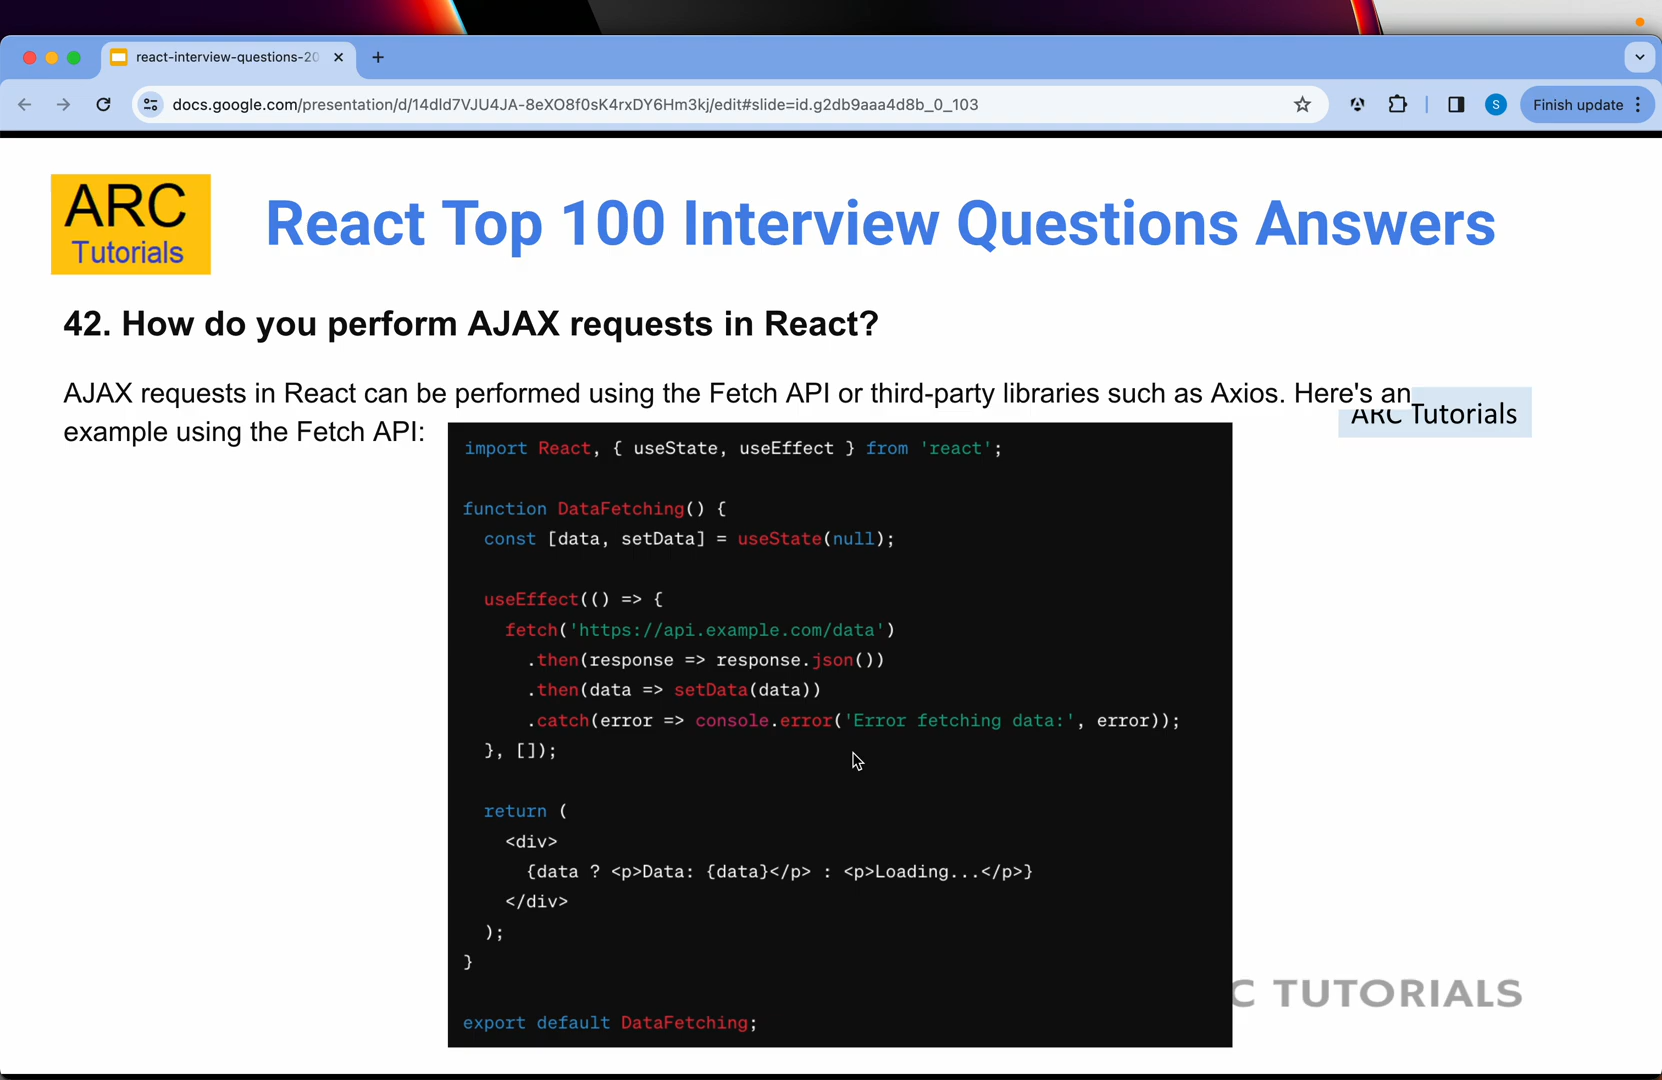 react-interview-questions-20
docs.google.com/presentation/d/14dld7VJU4JA-8eXO8f0sK4rxDY6Hm3kj/edit#slide=id.g2db9aaa4d8b_0_103
S
Finish update
ARC
Tutorials
React Top 100 Interview Questions Answers
42. How do you perform AJAX requests in React?
AJAX requests in React can be performed using the Fetch API or third-party libraries such as Axios. Here's an
ARC Tutorials
example using the Fetch API:
import React, { useState, useEffect } from 'react';
function DataFetching() {
  const [data, setData] = useState(null);
  useEffect(() => {
    fetch('https://api.example.com/data')
      .then(response => response.json())
      .then(data => setData(data))
      .catch(error => console.error('Error fetching data:', error));
  }, []);
  return (
    <div>
      {data ? <p>Data: {data}</p> : <p>Loading...</p>}
    </div>
  );
}
export default DataFetching;
C TUTORIALS